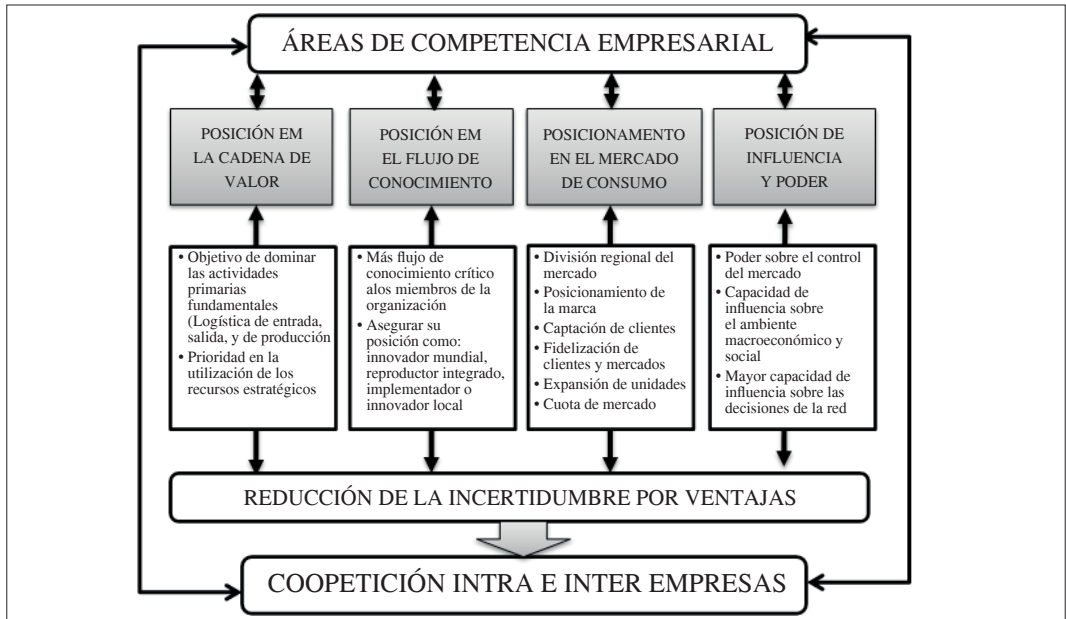 ÁREAS DE COMPETENCIA EMPRESARIAL
POSICIÓN EM
LA CADENA DE
VALOR
POSICIÓN EM
EL FLUJO DE
CONOCIMIENTO
POSICIONAMENTO
EN EL MERCADO
DE CONSUMO
POSICIÓN DE
INFLUENCIA
Y PODER
• Objetivo de dominar
las actividades
primarias
fundamentales
(Logística de entrada,
salida, y de producción
• Prioridad en la
utilización de los
recursos estratégicos
• Más flujo de
conocimiento crítico
alos miembros de la
organización
• Asegurar su
posición como:
innovador mundial,
reproductor integrado,
implementador o
innovador local
• División regional del
mercado
• Posicionamiento de
la marca
• Captación de clientes
• Fidelización de
clientes y mercados
• Expansión de unidades
• Cuota de mercado
• Poder sobre el control
del mercado
• Capacidad de
influencia sobre
el ambiente
macroeconómico y
social
• Mayor capacidad de
influencia sobre las
decisiones de la red
REDUCCIÓN DE LA INCERTIDUMBRE POR VENTAJAS
COOPETICIÓN INTRA E INTER EMPRESAS